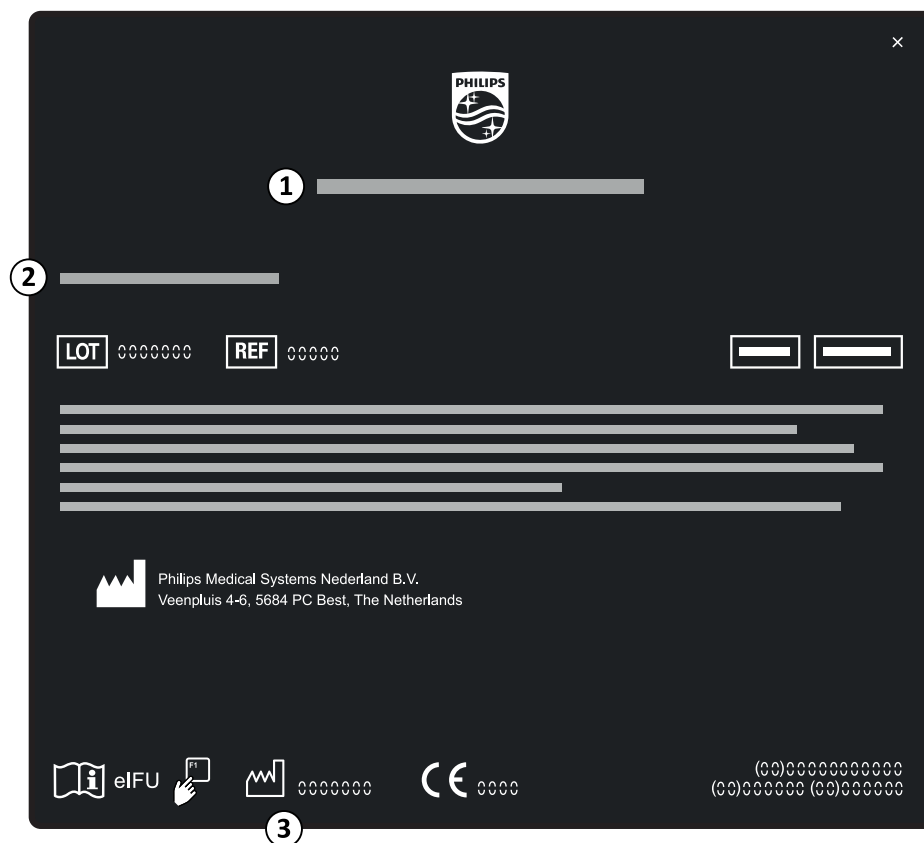 ×
PHILIPS
1
2
LOT 0000000 REF 00000
Philips Medical Systems Nederland B.V.
Veenpluis 4-6, 5684 PC Best, The Netherlands
eIFU F1 0000000 CE 0000
(00)00000000000
(00)000000 (00)000000
3